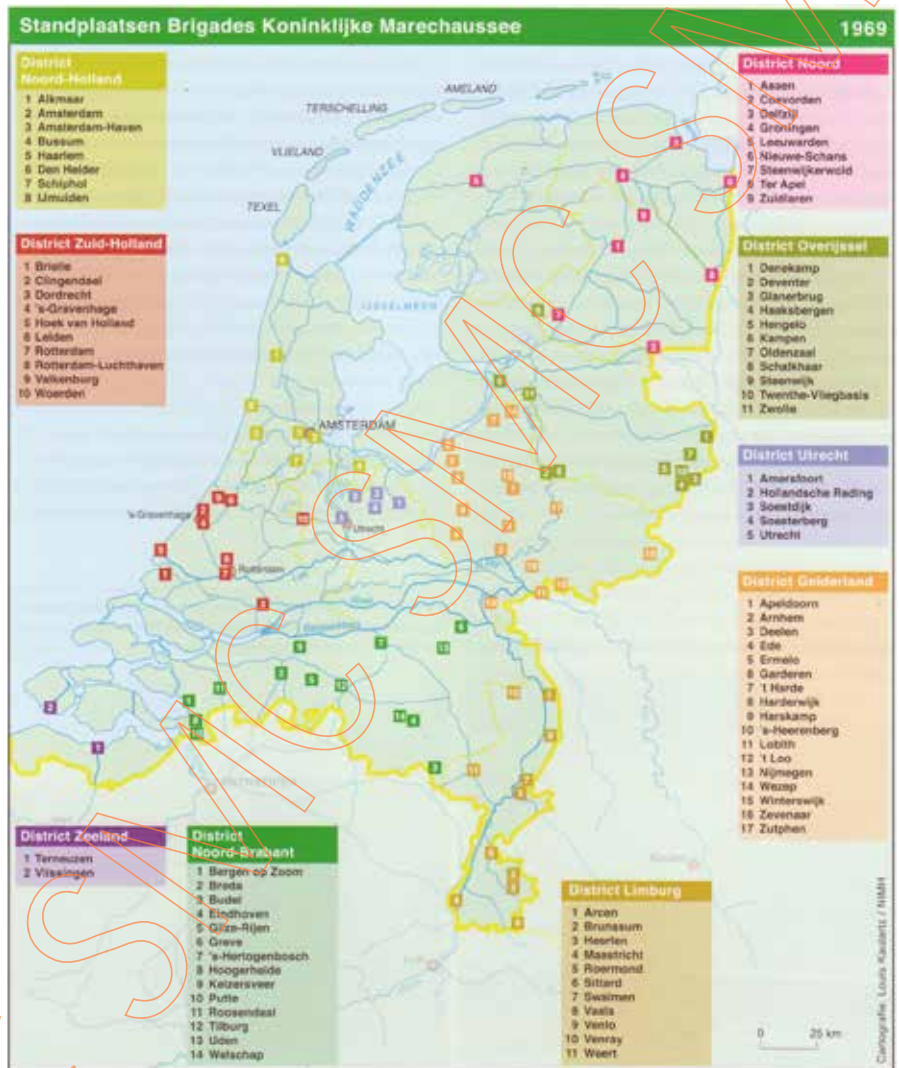 Standplaatsen Brigades Koninklijke Marechaussee 1969
District
Noord-Holland
1 Alkmaar
2 Amsterdam
3 Amsterdam-Haven
4 Bussum
5 Haarlem
6 Den Helder
7 Schiphol
8 IJmuiden
District Zuid-Holland
1 Brielle
2 Clingendael
3 Dordrecht
4 's-Gravenhage
5 Hoek van Holland
6 Leiden
7 Rotterdam
8 Rotterdam-Luchthaven
9 Valkenburg
10 Woerden
District Noord
1 Assen
2 Coevorden
3 Delfzijl
4 Groningen
5 Leeuwarden
6 Nieuwe-Schans
7 Steenwijkerwold
8 Ter Apel
9 Zuidlaren
District Overijssel
1 Denekamp
2 Deventer
3 Glanerbrug
4 Haaksbergen
5 Hengelo
6 Kampen
7 Oldenzaal
8 Schalkhaar
9 Steenwijk
10 Twenthe-Vliegbasis
11 Zwolle
District Utrecht
1 Amersfoort
2 Hollandsche Rading
3 Soestdijk
4 Soesterberg
5 Utrecht
District Gelderland
1 Apeldoorn
2 Arnhem
3 Deelen
4 Ede
5 Ermelo
6 Garderen
7 't Harde
8 Harderwijk
9 Harskamp
10 's-Heerenberg
11 Lobith
12 't Loo
13 Nijmegen
14 Wezep
15 Winterswijk
16 Zevenaar
17 Zutphen
District Zeeland
1 Terneuzen
2 Vlissingen
District
Noord-Brabant
1 Bergen op Zoom
2 Breda
3 Budel
4 Eindhoven
5 Gilze-Rijen
6 Grave
7 's-Hertogenbosch
8 Hoogerheide
9 Keizersveer
10 Putte
11 Roosendaal
12 Tilburg
13 Uden
14 Welschap
District Limburg
1 Arcen
2 Brunssum
3 Heerlen
4 Maastricht
5 Roermond
6 Sittard
7 Swalmen
8 Vaals
9 Venlo
10 Venray
11 Weert
AMELAND
TERSCHELLING
VLIELAND
TEXEL
WADDENZEE
IJSSELMEER
AMSTERDAM
's-Gravenhage
Utrecht
Rotterdam
ANTWERPEN
0 25 km
Cartografie: Louis Kaulartz / NIMH
SMC SMC SMC